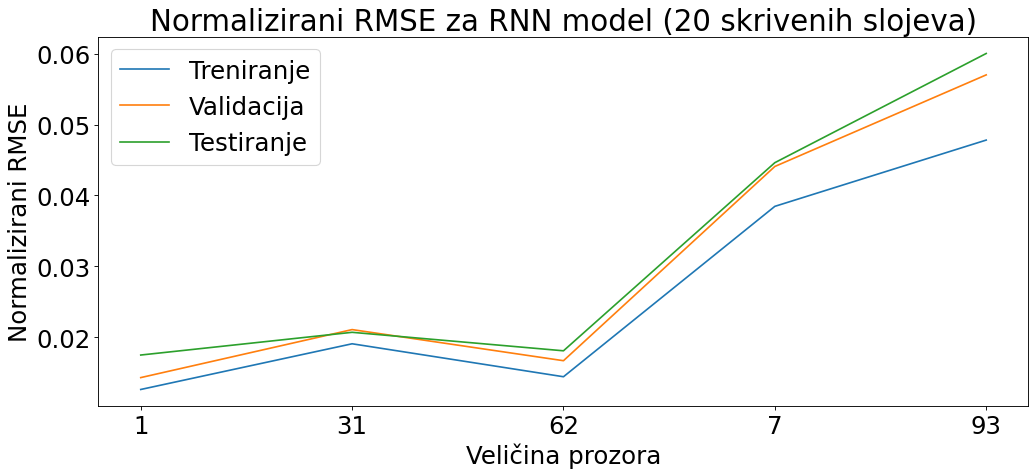 Normalizirani RMSE za RNN model (20 skrivenih slojeva)
Normalizirani RMSE
0.06
0.05
0.04
0.03
0.02
Treniranje
Validacija
Testiranje
1 31 62 7 93
Veličina prozora